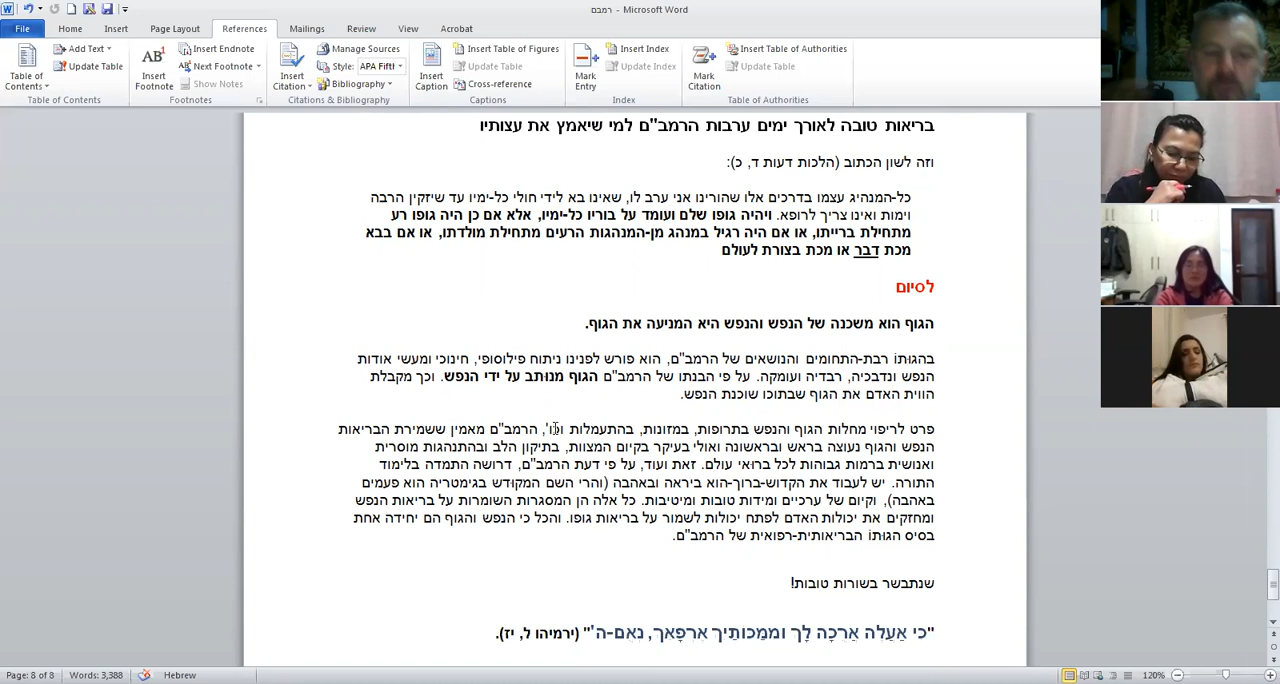 רמבם - Microsoft Word
File Home Insert Page Layout References Mailings Review View Acrobat
Table of Contents
Add Text
Update Table
Table of Contents
AB¹
Insert Footnote
Insert Endnote
Next Footnote
Show Notes
Footnotes
Insert Citation
Manage Sources
Style: APA Fifth
Bibliography
Citations & Bibliography
Insert Caption
Insert Table of Figures
Update Table
Cross-reference
Captions
Mark Entry
Insert Index
Update Index
Index
Mark Citation
Insert Table of Authorities
Update Table
Table of Authorities
בריאות טובה לאורך ימים ערבות הרמב"ם למי שיאמץ את עצותיו
וזה לשון הכתוב (הלכות דעות ד, כ):
כל-המנהיג עצמו בדרכים אלו שהורינו אני ערב לו, שאינו בא לידי חולי כל-ימיו עד שיזקין הרבה
וימות ואינו צריך לרופא. ויהיה גופו שלם ועומד על בוריו כל-ימיו, אלא אם כן היה גופו רע
מתחילת ברייתו, או אם היה רגיל במנהג מן-המנהגות הרעים מתחילת מולדתו, או אם בבא
מכת דבר או מכת בצורת לעולם
לסיום
הגוף הוא משכנה של הנפש והנפש היא המניעה את הגוף.
בהגוּתוֹ רבת-התחומים והנושאים של הרמב"ם, הוא פורש לפנינו ניתוח פילוסופי, חינוכי ומעשי אודות
הנפש ונדבכיה, רבדיה ועומקה. על פי הבנתו של הרמב"ם הגוף מנוּתב על ידי הנפש. וכך מקבלת
הווית האדם את הגוף שבתוכו שוכנת הנפש.
פרט לריפוי מחלות הגוף והנפש בתרופות, במזונות, בהתעמלות וכו', הרמב"ם מאמין ששמירת הבריאות
הנפש והגוף נעוצה בראש ובראשונה ואולי בעיקר בקיום המצוות, בתיקון הלב ובהתנהגות מוסרית
ואנושית ברמות גבוהות לכל ברוּאי עולם. זאת ועוד, על פי דעת הרמב"ם, דרושה התמדה בלימוד
התורה. יש לעבוד את הקדוש-ברוך-הוא ביראה ובאהבה (והרי השם המקוּדש בגימטריה הוא פעמים
באהבה), וקיום של ערכיים ומידות טובות ומיטיבות. כל אלה הן המסגרות השומרות על בריאות הנפש
ומחזקים את יכולות האדם לפתח יכולות לשמור על בריאות גופו. והכל כי הנפש והגוף הם יחידה אחת
בסיס הגוּתוֹ הבריאותית-רפואית של הרמב"ם.
שנתבשר בשורות טובות!
"כי אַעֲלֶה אֲרֻכָה לָךְ וּמִמַּכּוֹתַיִךְ אֶרְפָּאֵךְ, נְאֻם-ה'" (ירמיהו ל, יז).
Page: 8 of 8 Words: 3,388 Hebrew 120%